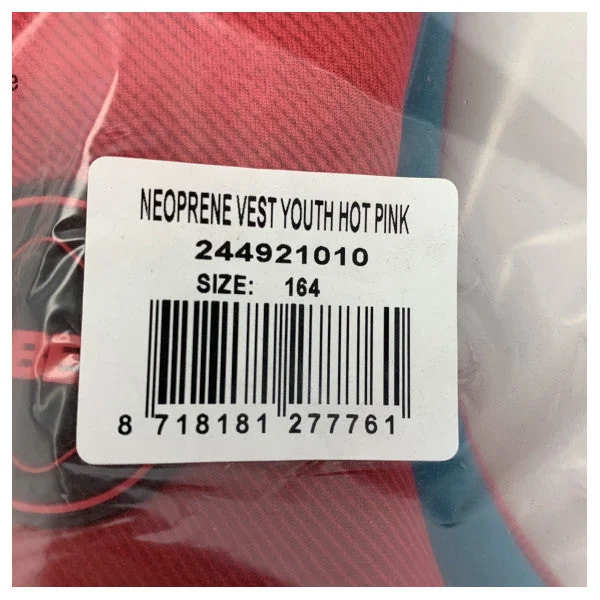 e
NEOPRENE VEST YOUTH HOT PINK
244921010
SIZE: 164
8 718181 277761